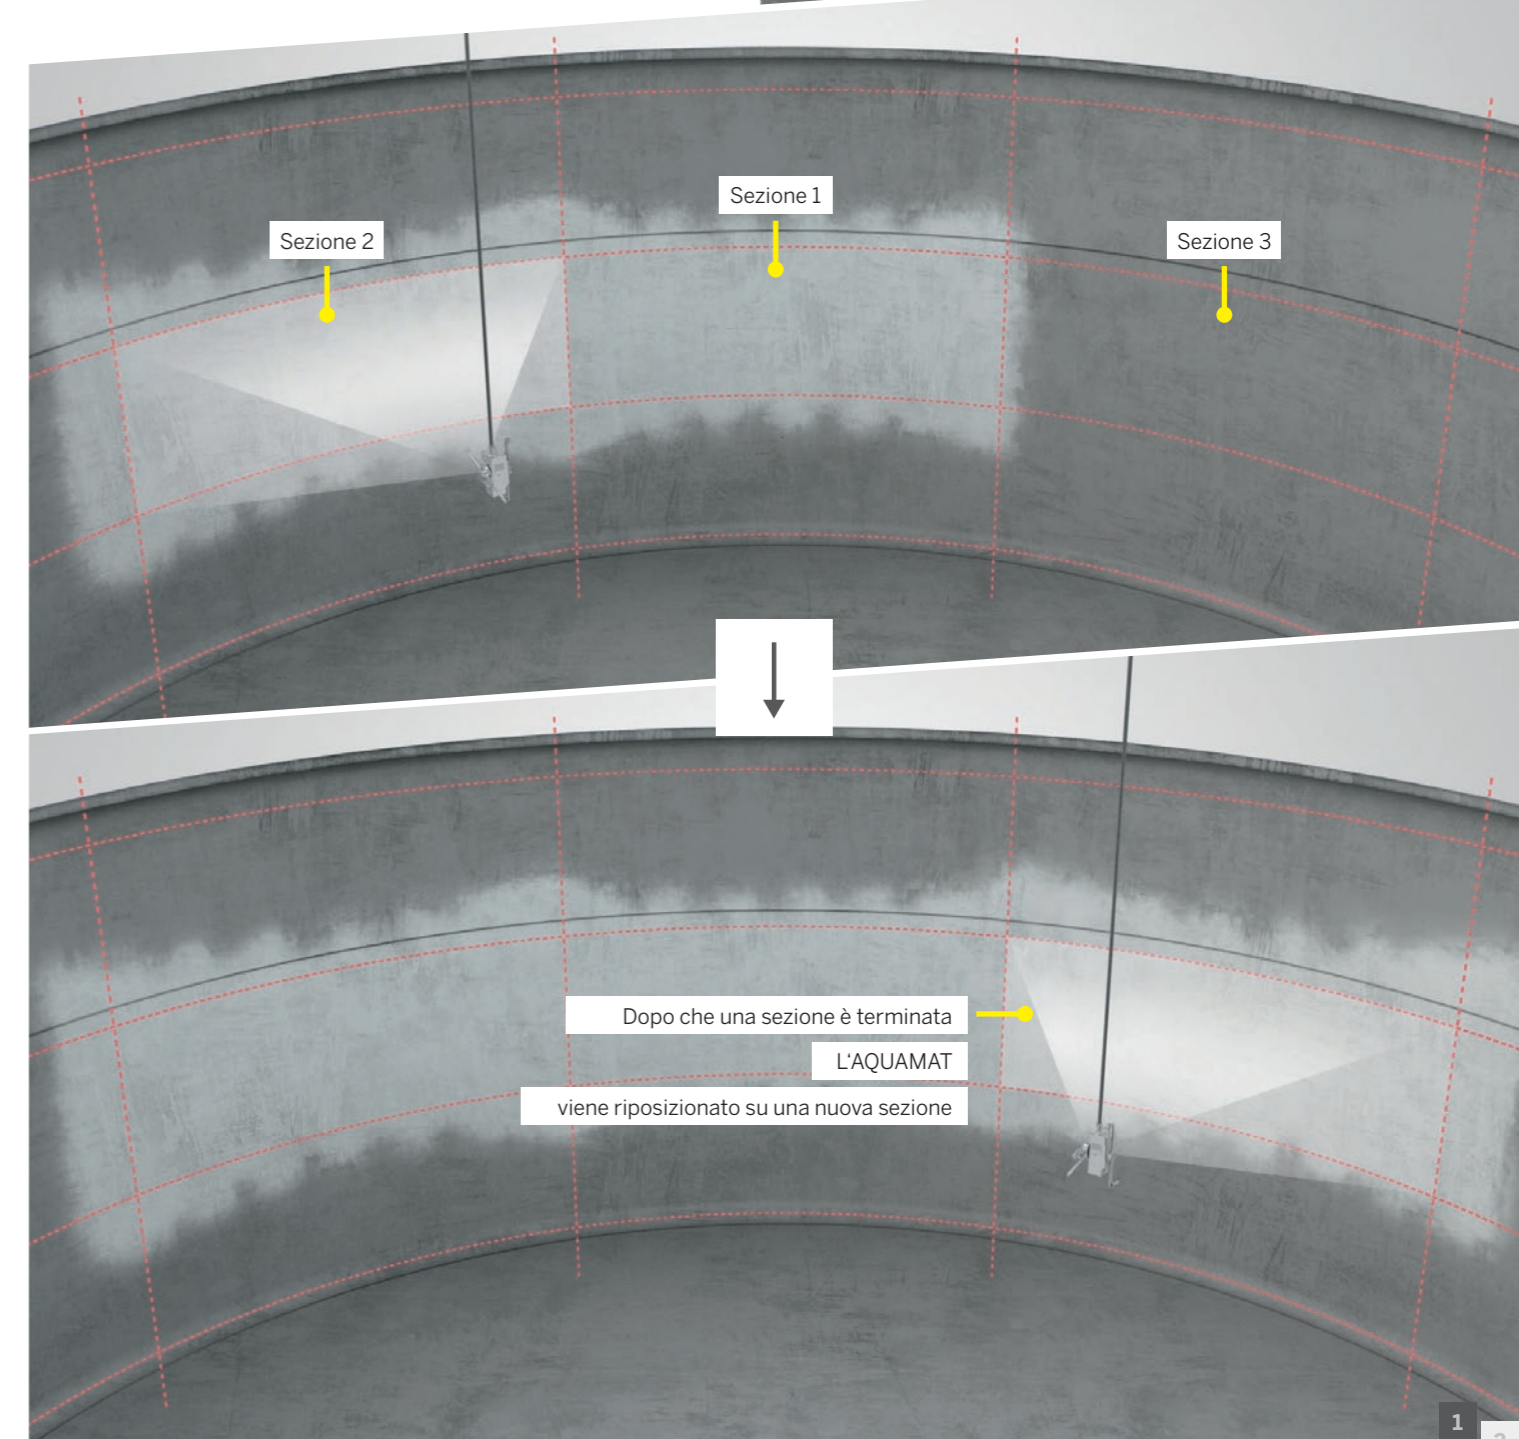 Sezione 1
Sezione 2
Sezione 3
Dopo che una sezione è terminata
L‘AQUAMAT
viene riposizionato su una nuova sezione
1